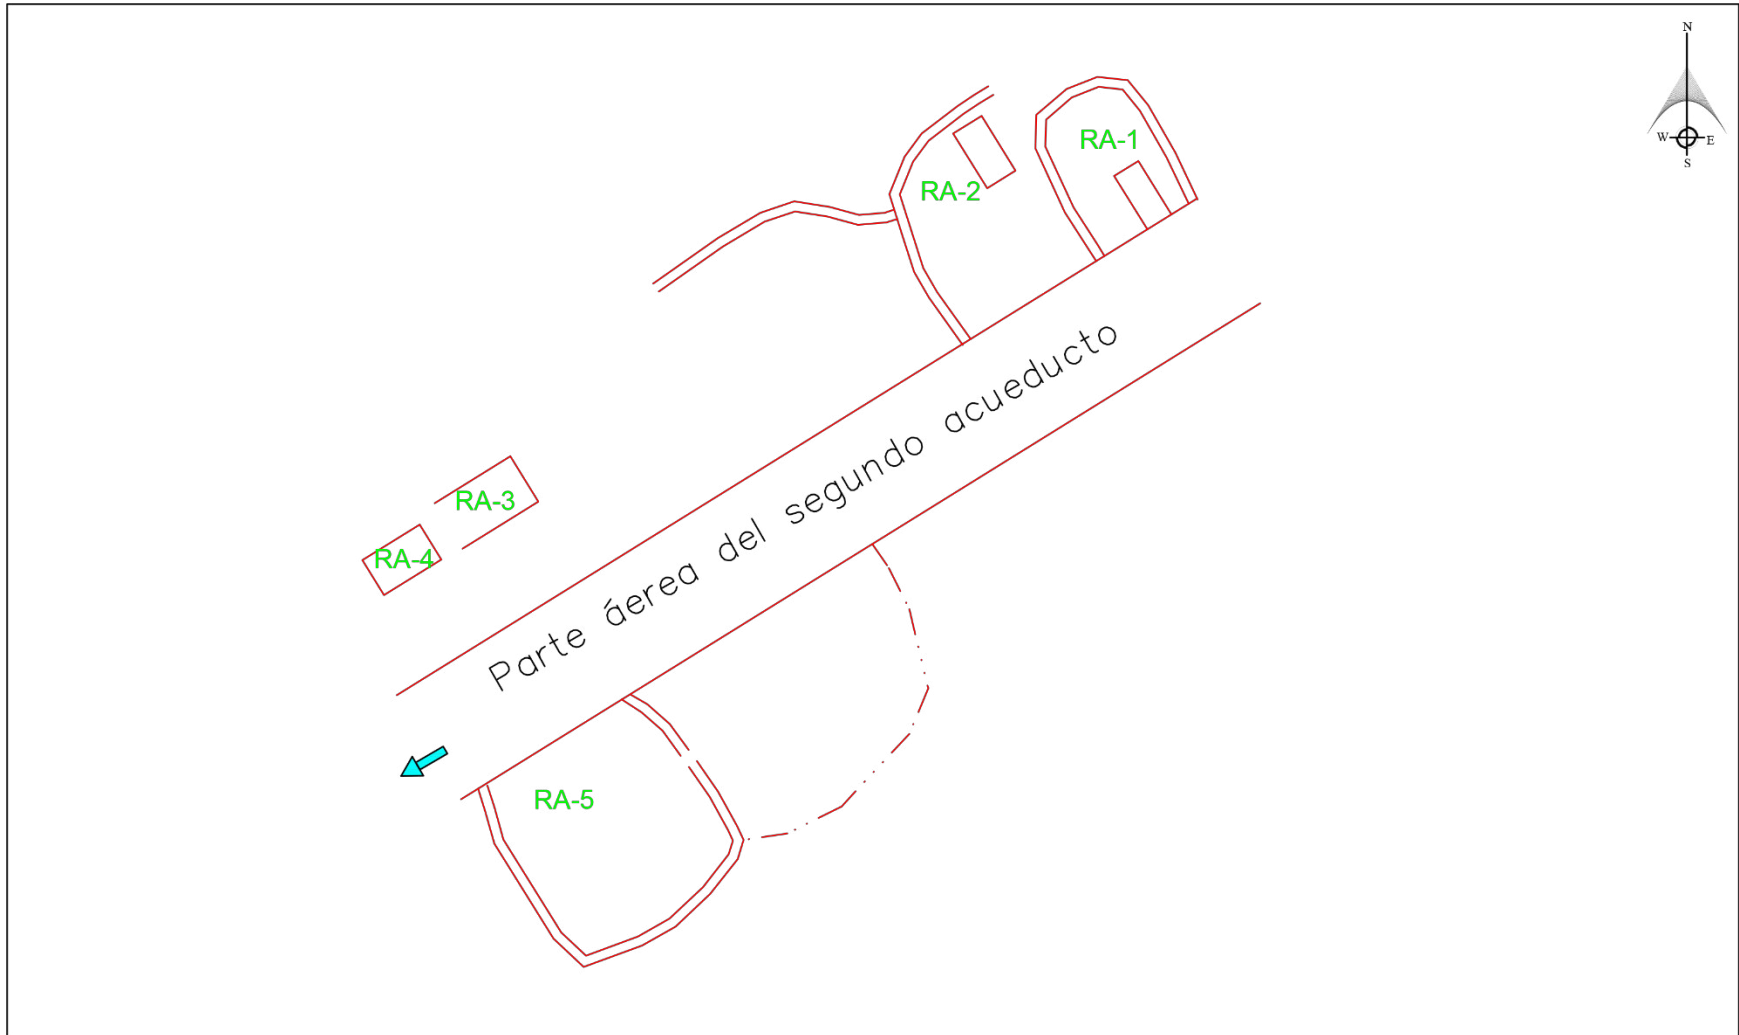 N
W E
S
RA-1
RA-2
RA-3
RA-4
Parte áerea del segundo acueducto
RA-5